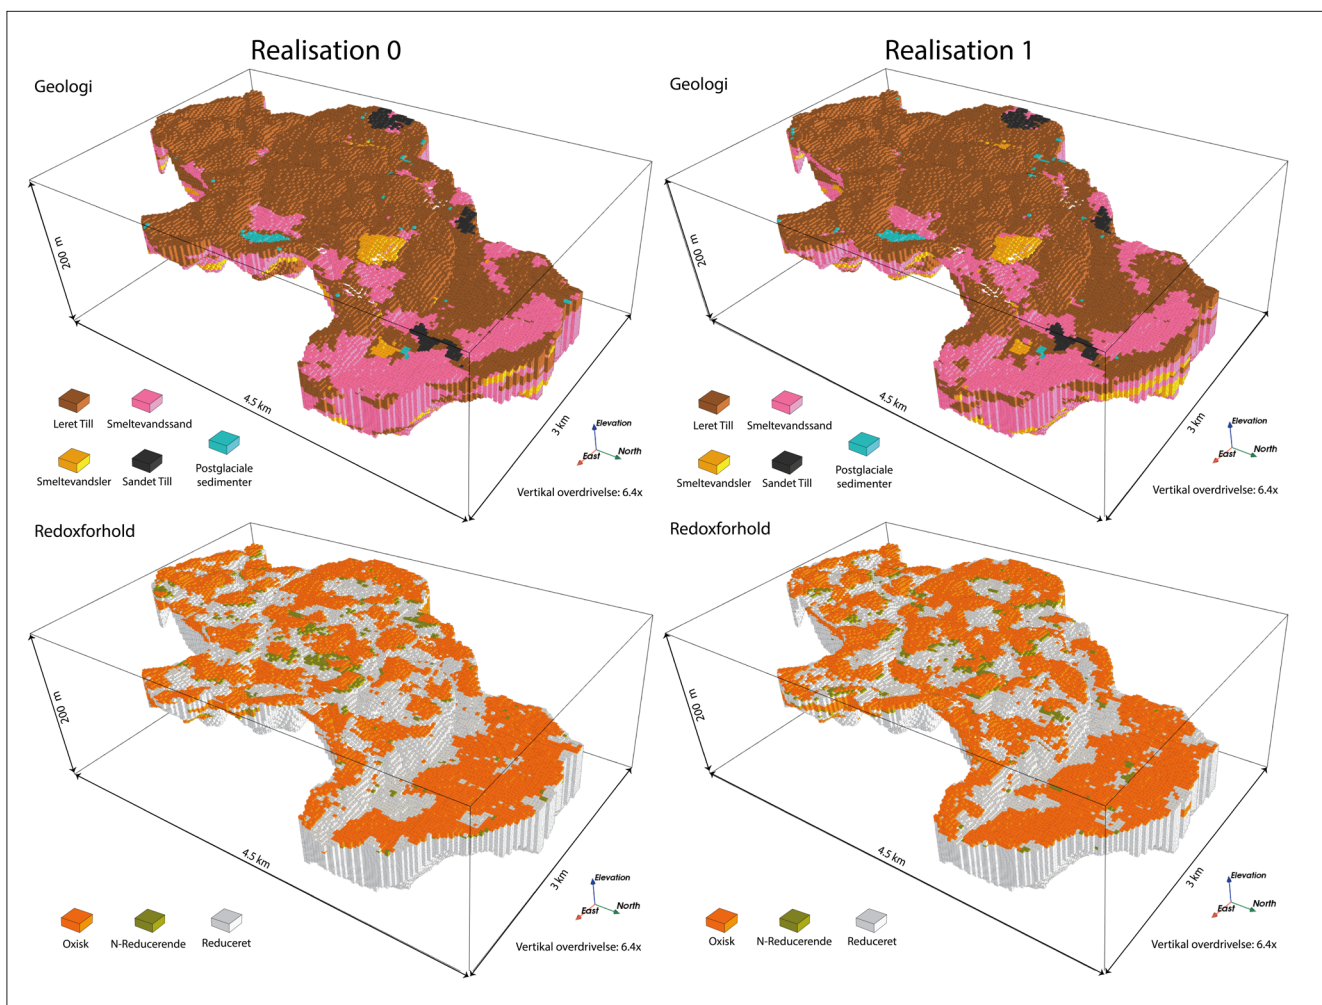 Realisation 0
Realisation 1
Geologi
Geologi
200 m
4.5 km
3 km
Leret Till
Smeltevandssand
Smeltevandsler
Sandet Till
Postglaciale
sedimenter
Elevation
East
North
Vertikal overdrivelse: 6.4x
200 m
4.5 km
3 km
Leret Till
Smeltevandssand
Smeltevandsler
Sandet Till
Postglaciale
sedimenter
Elevation
East
North
Vertikal overdrivelse: 6.4x
Redoxforhold
Redoxforhold
200 m
4.5 km
3 km
Oxisk
N-Reducerende
Reduceret
Elevation
East
North
Vertikal overdrivelse: 6.4x
200 m
4.5 km
3 km
Oxisk
N-Reducerende
Reduceret
Elevation
East
North
Vertikal overdrivelse: 6.4x